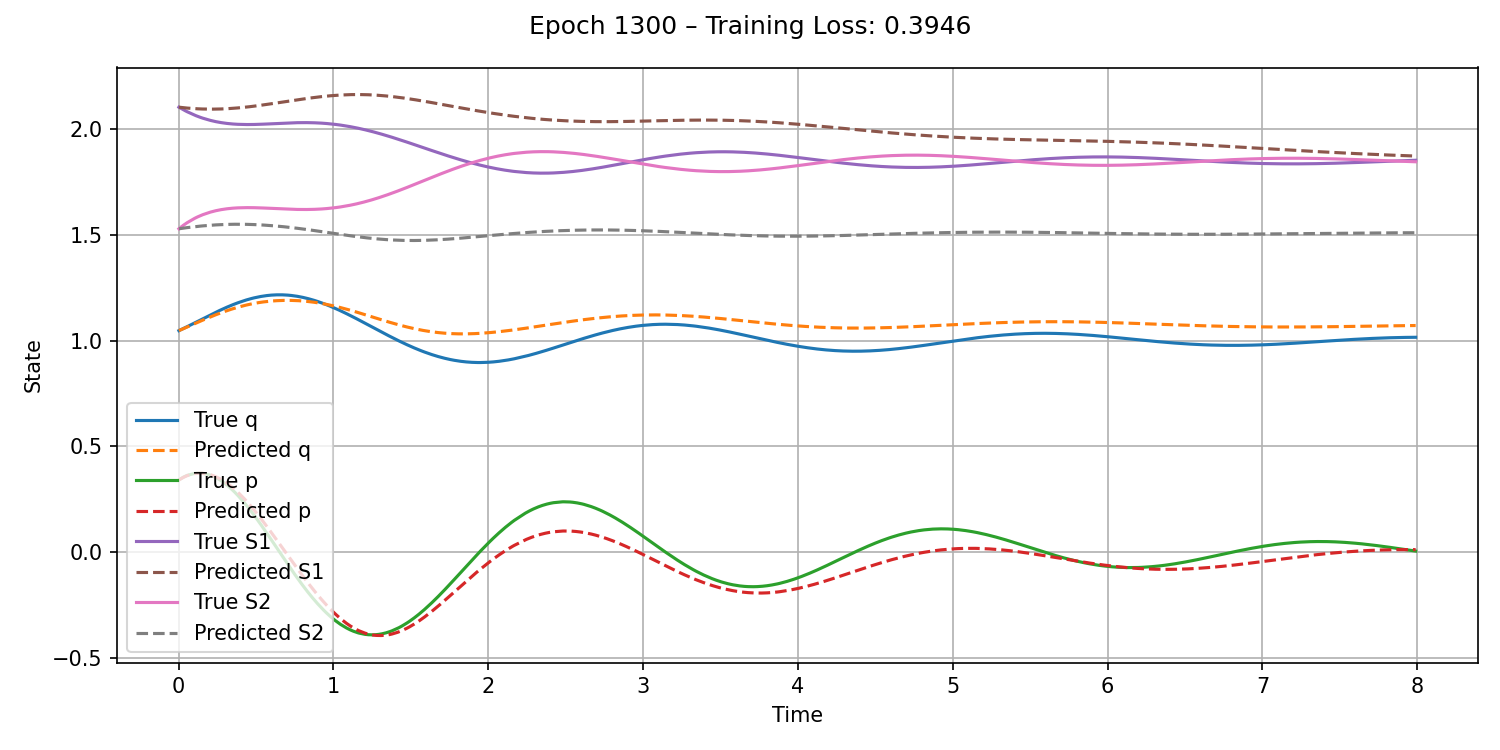 Epoch 1300 – Training Loss: 0.3946
State
2.0
1.5
1.0
0.5
0.0
−0.5
True q
Predicted q
True p
Predicted p
True S1
Predicted S1
True S2
Predicted S2
0 1 2 3 4 5 6 7 8
Time